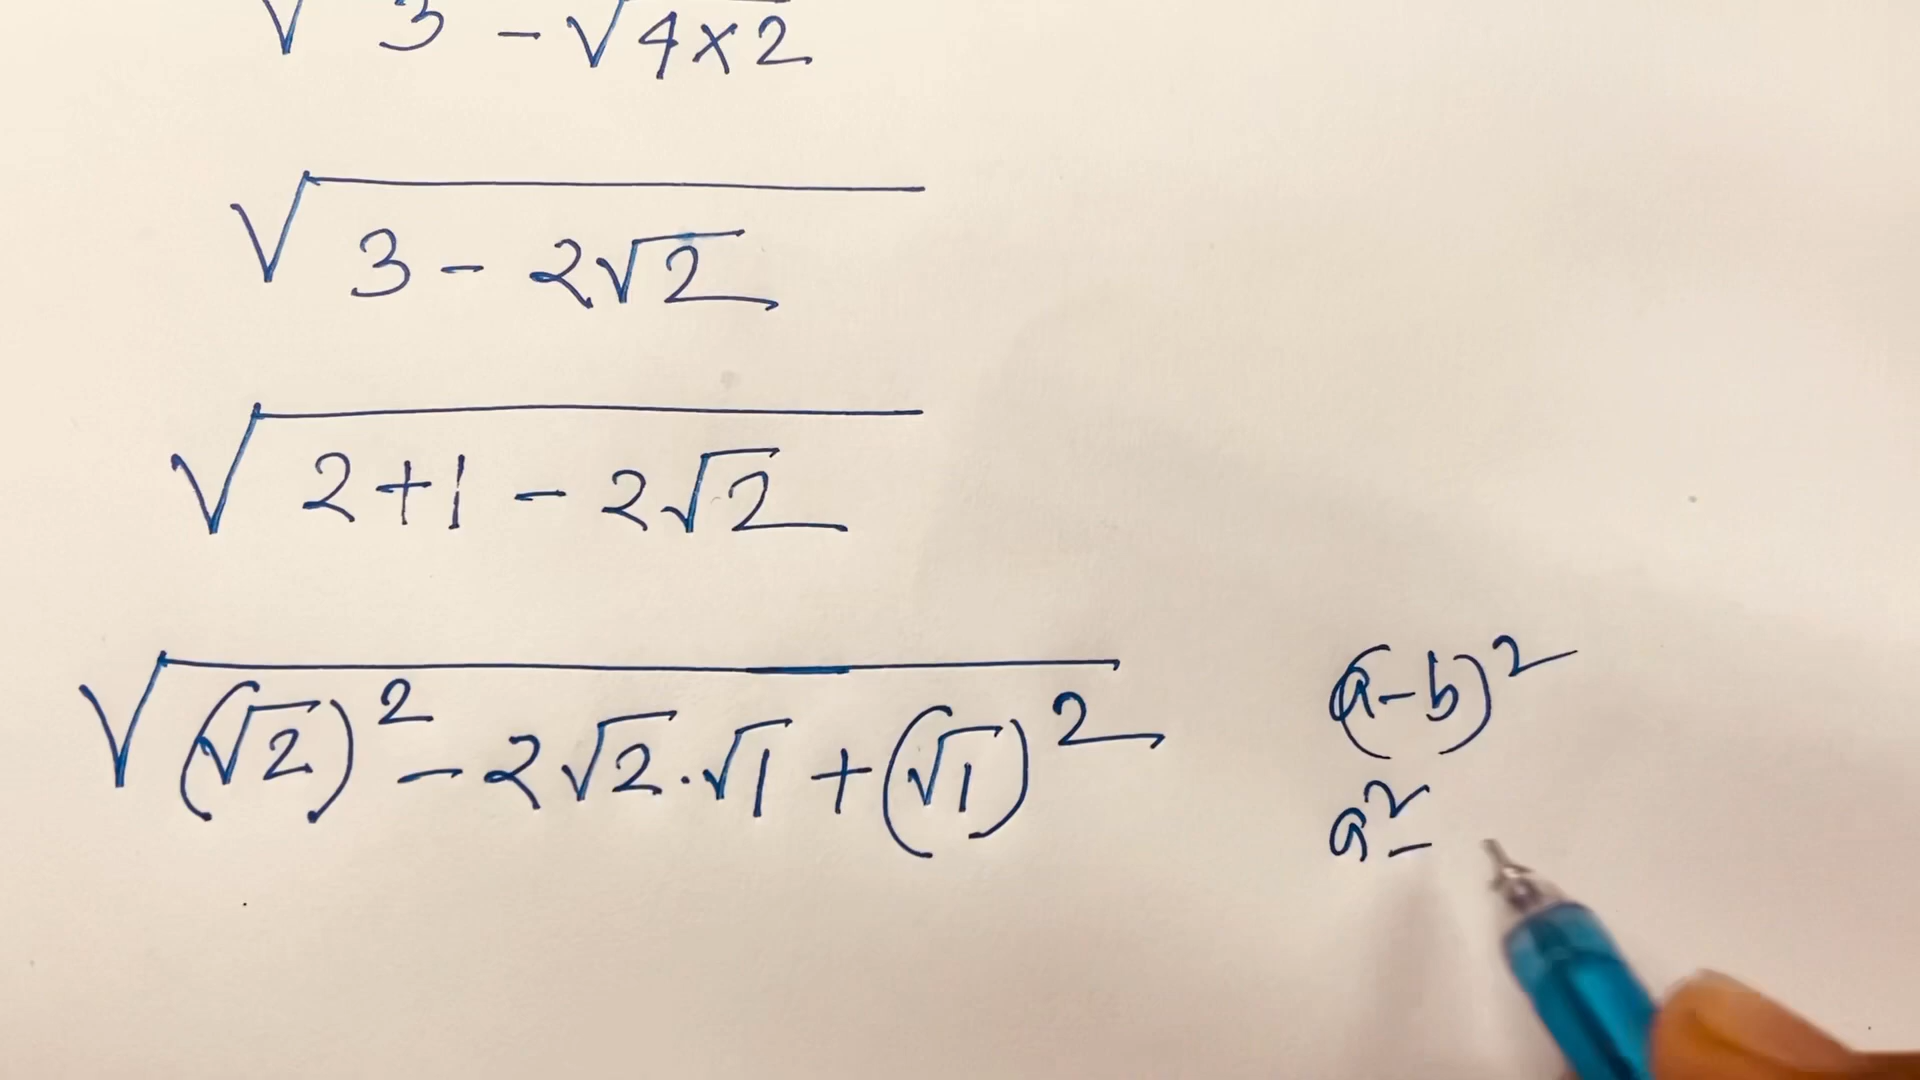 √ 3 - √4×2
√3 - 2√2
√2+1 - 2√2
√(√2)² - 2√2.√1 + (√1)²
(a-b)²
a² -